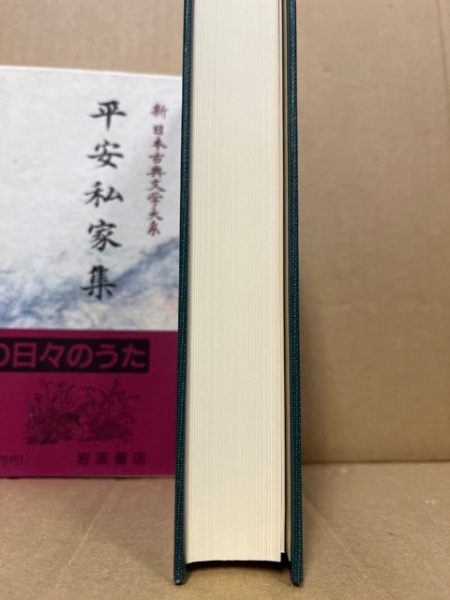 新 日本古典文学大系
平安私家集
の日々のうた
岩波書店